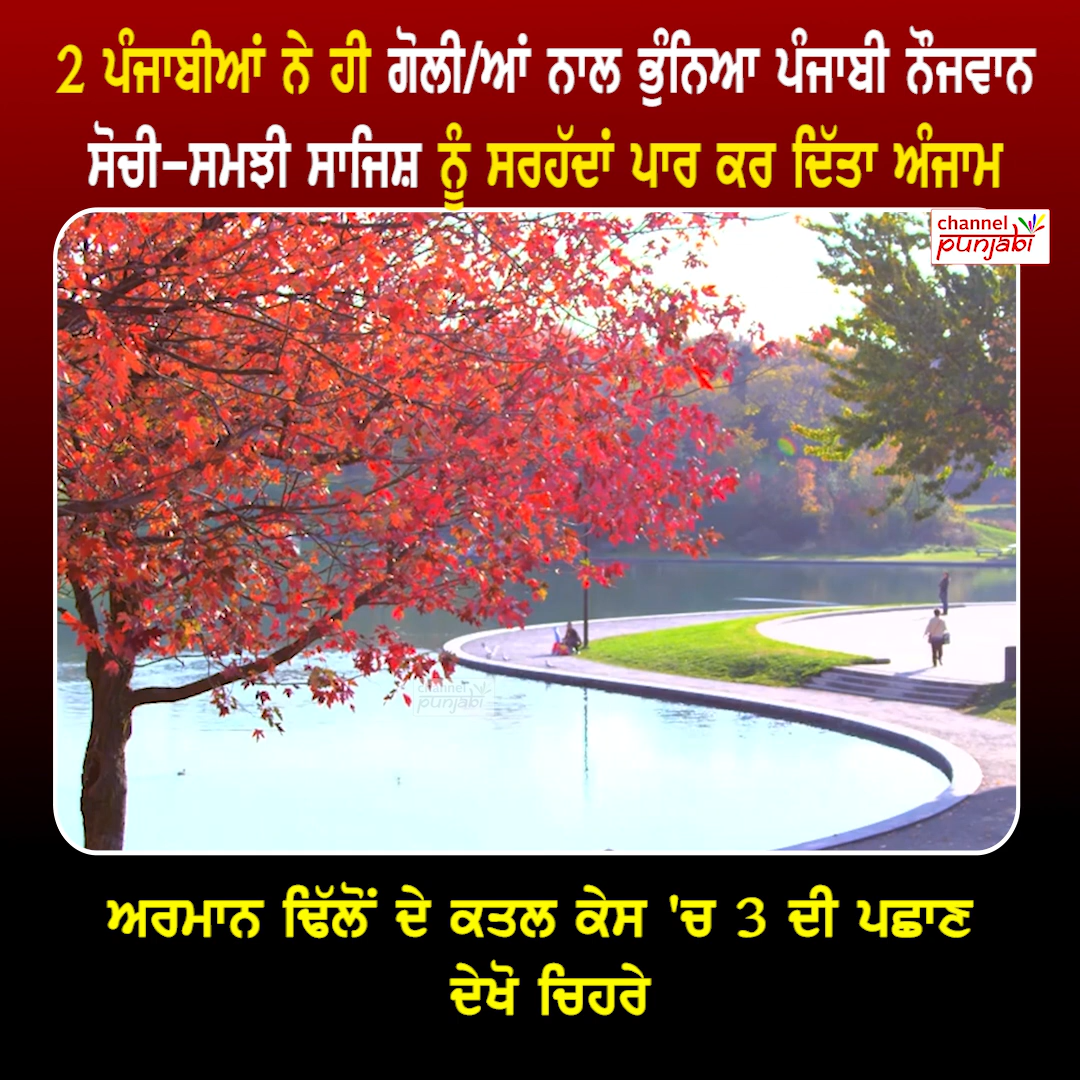 2 ਪੰਜਾਬੀਆਂ ਨੇ ਹੀ ਗੋਲੀ/ਆਂ ਨਾਲ ਭੁੰਨਿਆ ਪੰਜਾਬੀ ਨੌਜਵਾਨ
ਸੋਚੀ-ਸਮਝੀ ਸਾਜਿਸ਼ ਨੂੰ ਸਰਹੱਦਾਂ ਪਾਰ ਕਰ ਦਿੱਤਾ ਅੰਜਾਮ
channel
punjabi
channel
punjabi
ਅਰਮਾਨ ਢਿੱਲੋਂ ਦੇ ਕਤਲ ਕੇਸ 'ਚ 3 ਦੀ ਪਛਾਣ
ਦੇਖੋ ਚਿਹਰੇ